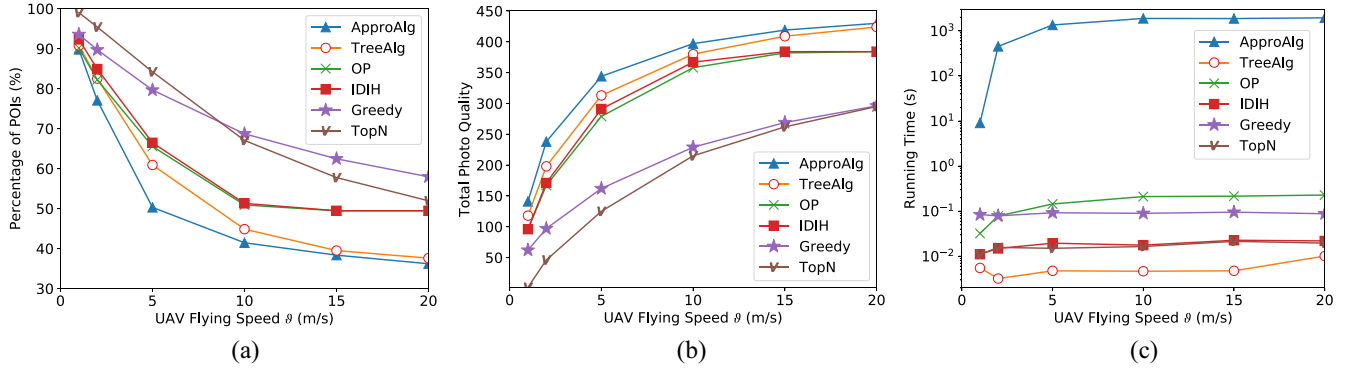 Percentage of POIs (%)
100
90
80
70
60
50
40
30
0
5
10
15
20
UAV Flying Speed ϑ (m/s)
ApproAlg
TreeAlg
OP
IDIH
Greedy
TopN
(a)
Total Photo Quality
450
400
350
300
250
200
150
100
50
0
5
10
15
20
UAV Flying Speed ϑ (m/s)
ApproAlg
TreeAlg
OP
IDIH
Greedy
TopN
(b)
Running Time (s)
10³
10²
10¹
10⁰
10⁻¹
10⁻²
0
5
10
15
20
UAV Flying Speed ϑ (m/s)
ApproAlg
TreeAlg
OP
IDIH
Greedy
TopN
(c)